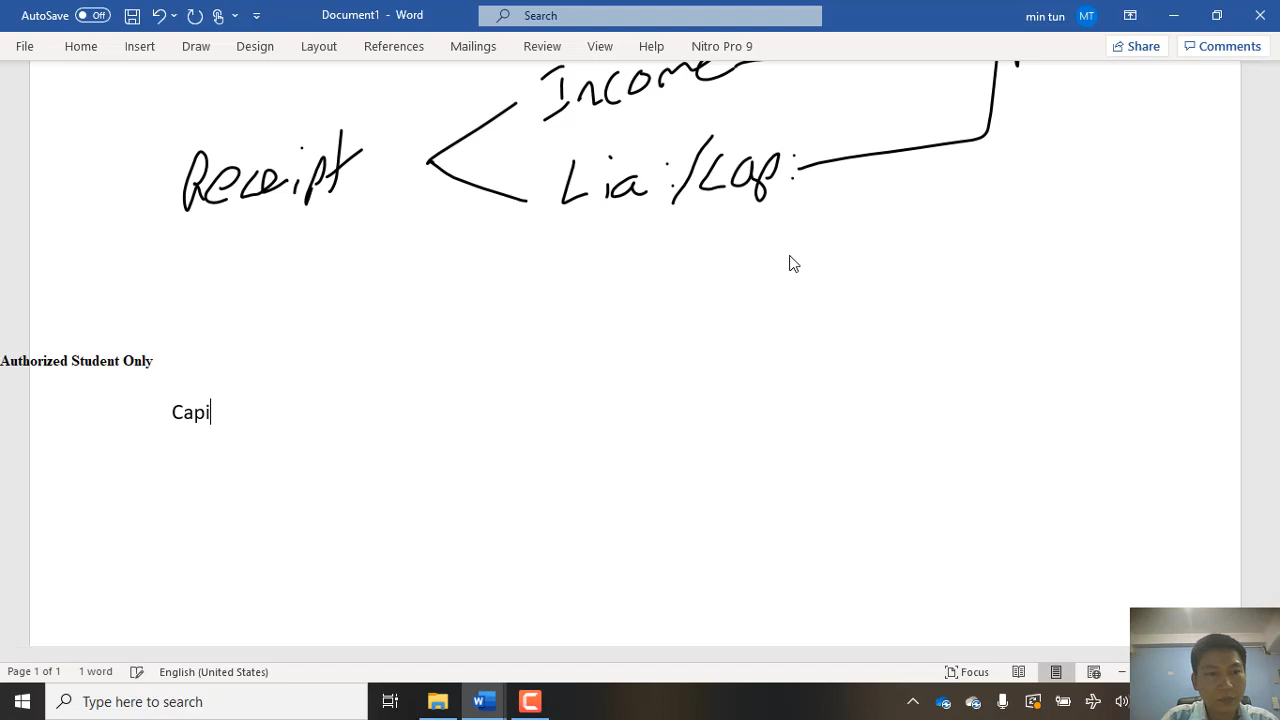 AutoSave Off Document1 - Word Search min tun MT
File Home Insert Draw Design Layout References Mailings Review View Help Nitro Pro 9 Share Comments
Income
Receipt
Lia:/Cap:
Authorized Student Only
Capi
Page 1 of 1 1 word English (United States) Focus
Type here to search